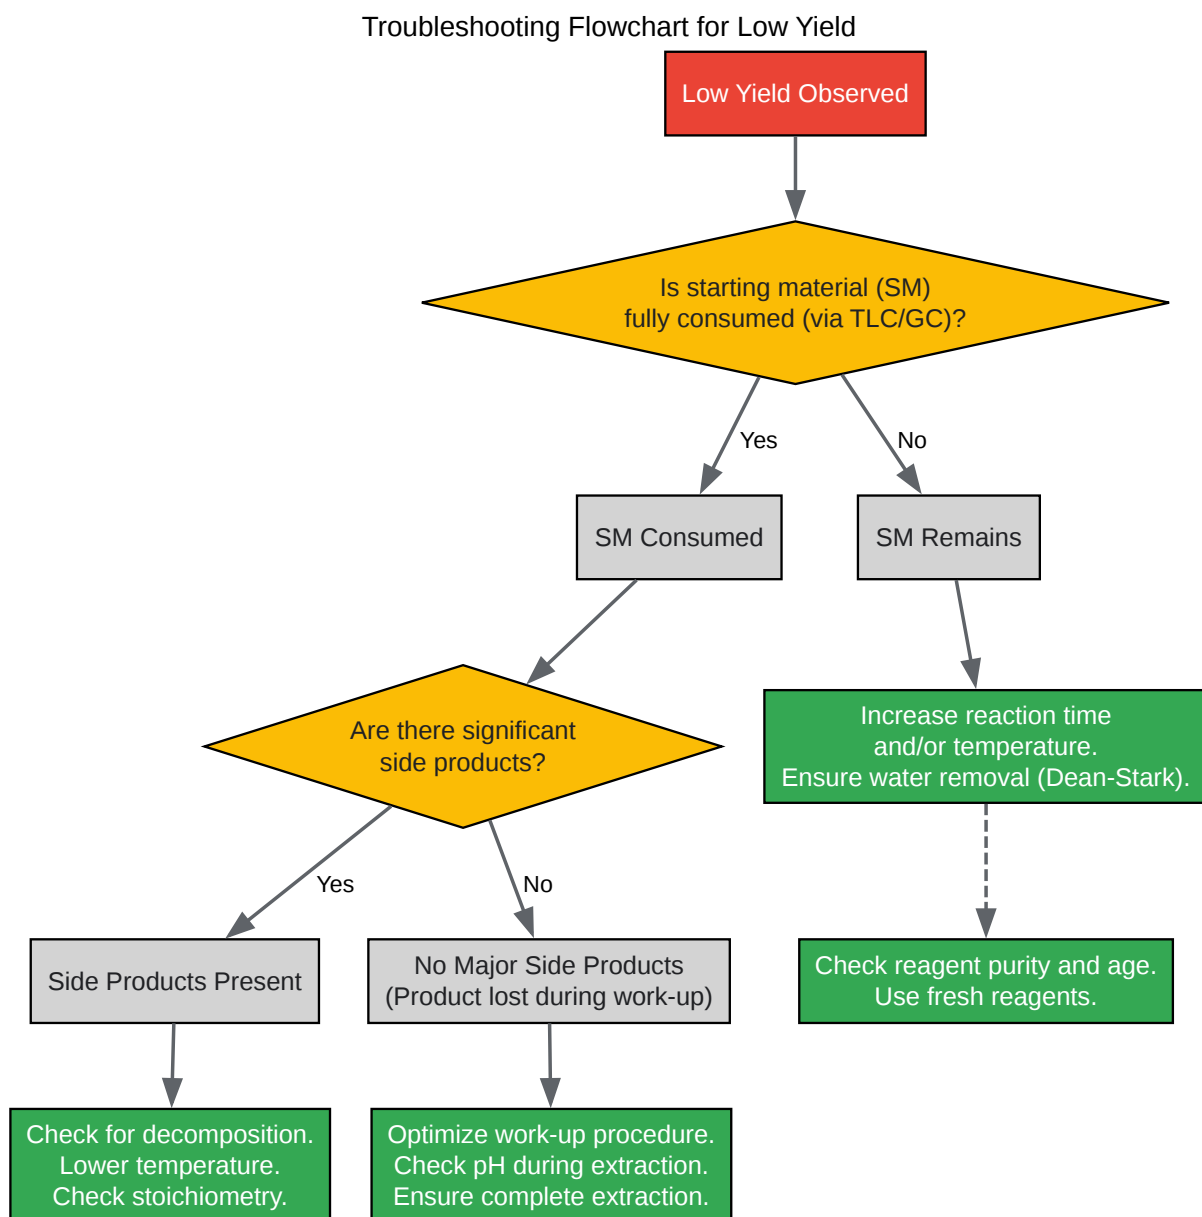 Troubleshooting Flowchart for Low Yield
Low Yield Observed
Is starting material (SM)
fully consumed (via TLC/GC)?
Yes
No
SM Consumed
SM Remains
Are there significant
side products?
Increase reaction time
and/or temperature.
Ensure water removal (Dean-Stark).
Yes
No
Side Products Present
No Major Side Products
(Product lost during work-up)
Check reagent purity and age.
Use fresh reagents.
Check for decomposition.
Lower temperature.
Check stoichiometry.
Optimize work-up procedure.
Check pH during extraction.
Ensure complete extraction.